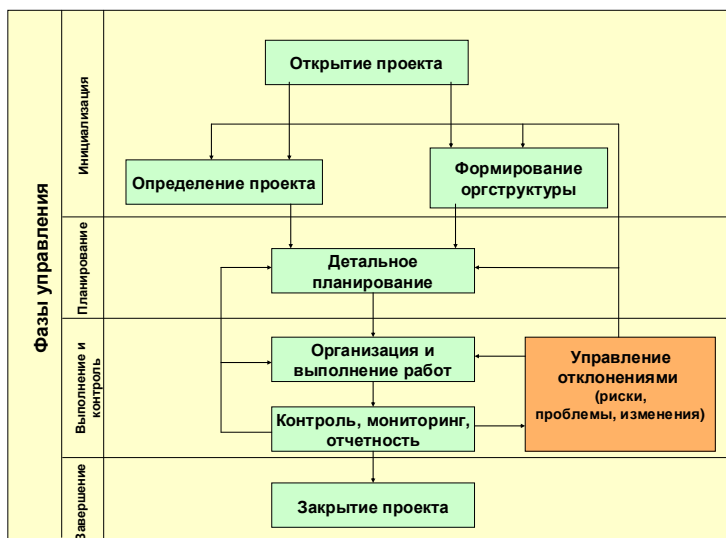 Фазы управления
Инициализация
Открытие проекта
Определение проекта
Формирование
оргструктуры
Планирование
Детальное
планирование
Выполнение и
контроль
Организация и
выполнение работ
Управление
отклонениями
(риски,
проблемы, изменения)
Контроль, мониторинг,
отчетность
Завершение
Закрытие проекта